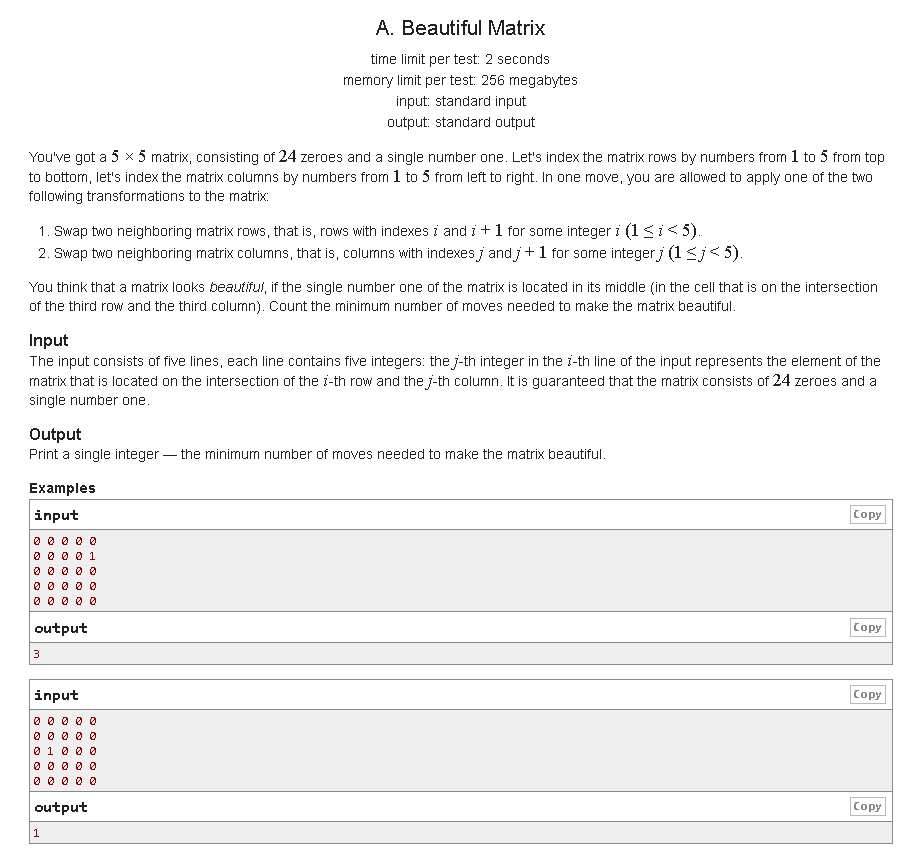 A. Beautiful Matrix
time limit per test: 2 seconds
memory limit per test: 256 megabytes
input: standard input
output: standard output
You've got a 5 × 5 matrix, consisting of 24 zeroes and a single number one. Let's index the matrix rows by numbers from 1 to 5 from top
to bottom, let's index the matrix columns by numbers from 1 to 5 from left to right. In one move, you are allowed to apply one of the two
following transformations to the matrix:
1. Swap two neighboring matrix rows, that is, rows with indexes i and i + 1 for some integer i (1 ≤ i < 5).
2. Swap two neighboring matrix columns, that is, columns with indexes j and j + 1 for some integer j (1 ≤ j < 5).
You think that a matrix looks beautiful, if the single number one of the matrix is located in its middle (in the cell that is on the intersection
of the third row and the third column). Count the minimum number of moves needed to make the matrix beautiful.
Input
The input consists of five lines, each line contains five integers: the j-th integer in the i-th line of the input represents the element of the
matrix that is located on the intersection of the i-th row and the j-th column. It is guaranteed that the matrix consists of 24 zeroes and a
single number one.
Output
Print a single integer — the minimum number of moves needed to make the matrix beautiful.
Examples
input Copy
0 0 0 0 0
0 0 0 0 1
0 0 0 0 0
0 0 0 0 0
0 0 0 0 0
output Copy
3
input Copy
0 0 0 0 0
0 0 0 0 0
0 1 0 0 0
0 0 0 0 0
0 0 0 0 0
output Copy
1